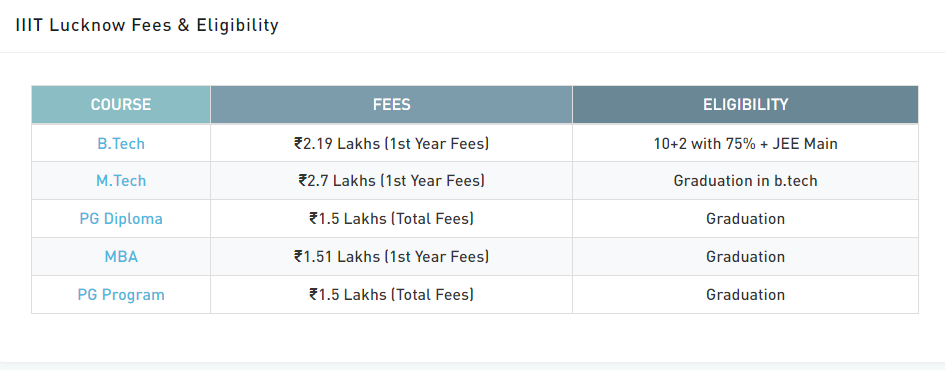 IIIT Lucknow Fees & Eligibility
COURSE FEES ELIGIBILITY
B.Tech ₹2.19 Lakhs (1st Year Fees) 10+2 with 75% + JEE Main
M.Tech ₹2.7 Lakhs (1st Year Fees) Graduation in b.tech
PG Diploma ₹1.5 Lakhs (Total Fees) Graduation
MBA ₹1.51 Lakhs (1st Year Fees) Graduation
PG Program ₹1.5 Lakhs (Total Fees) Graduation